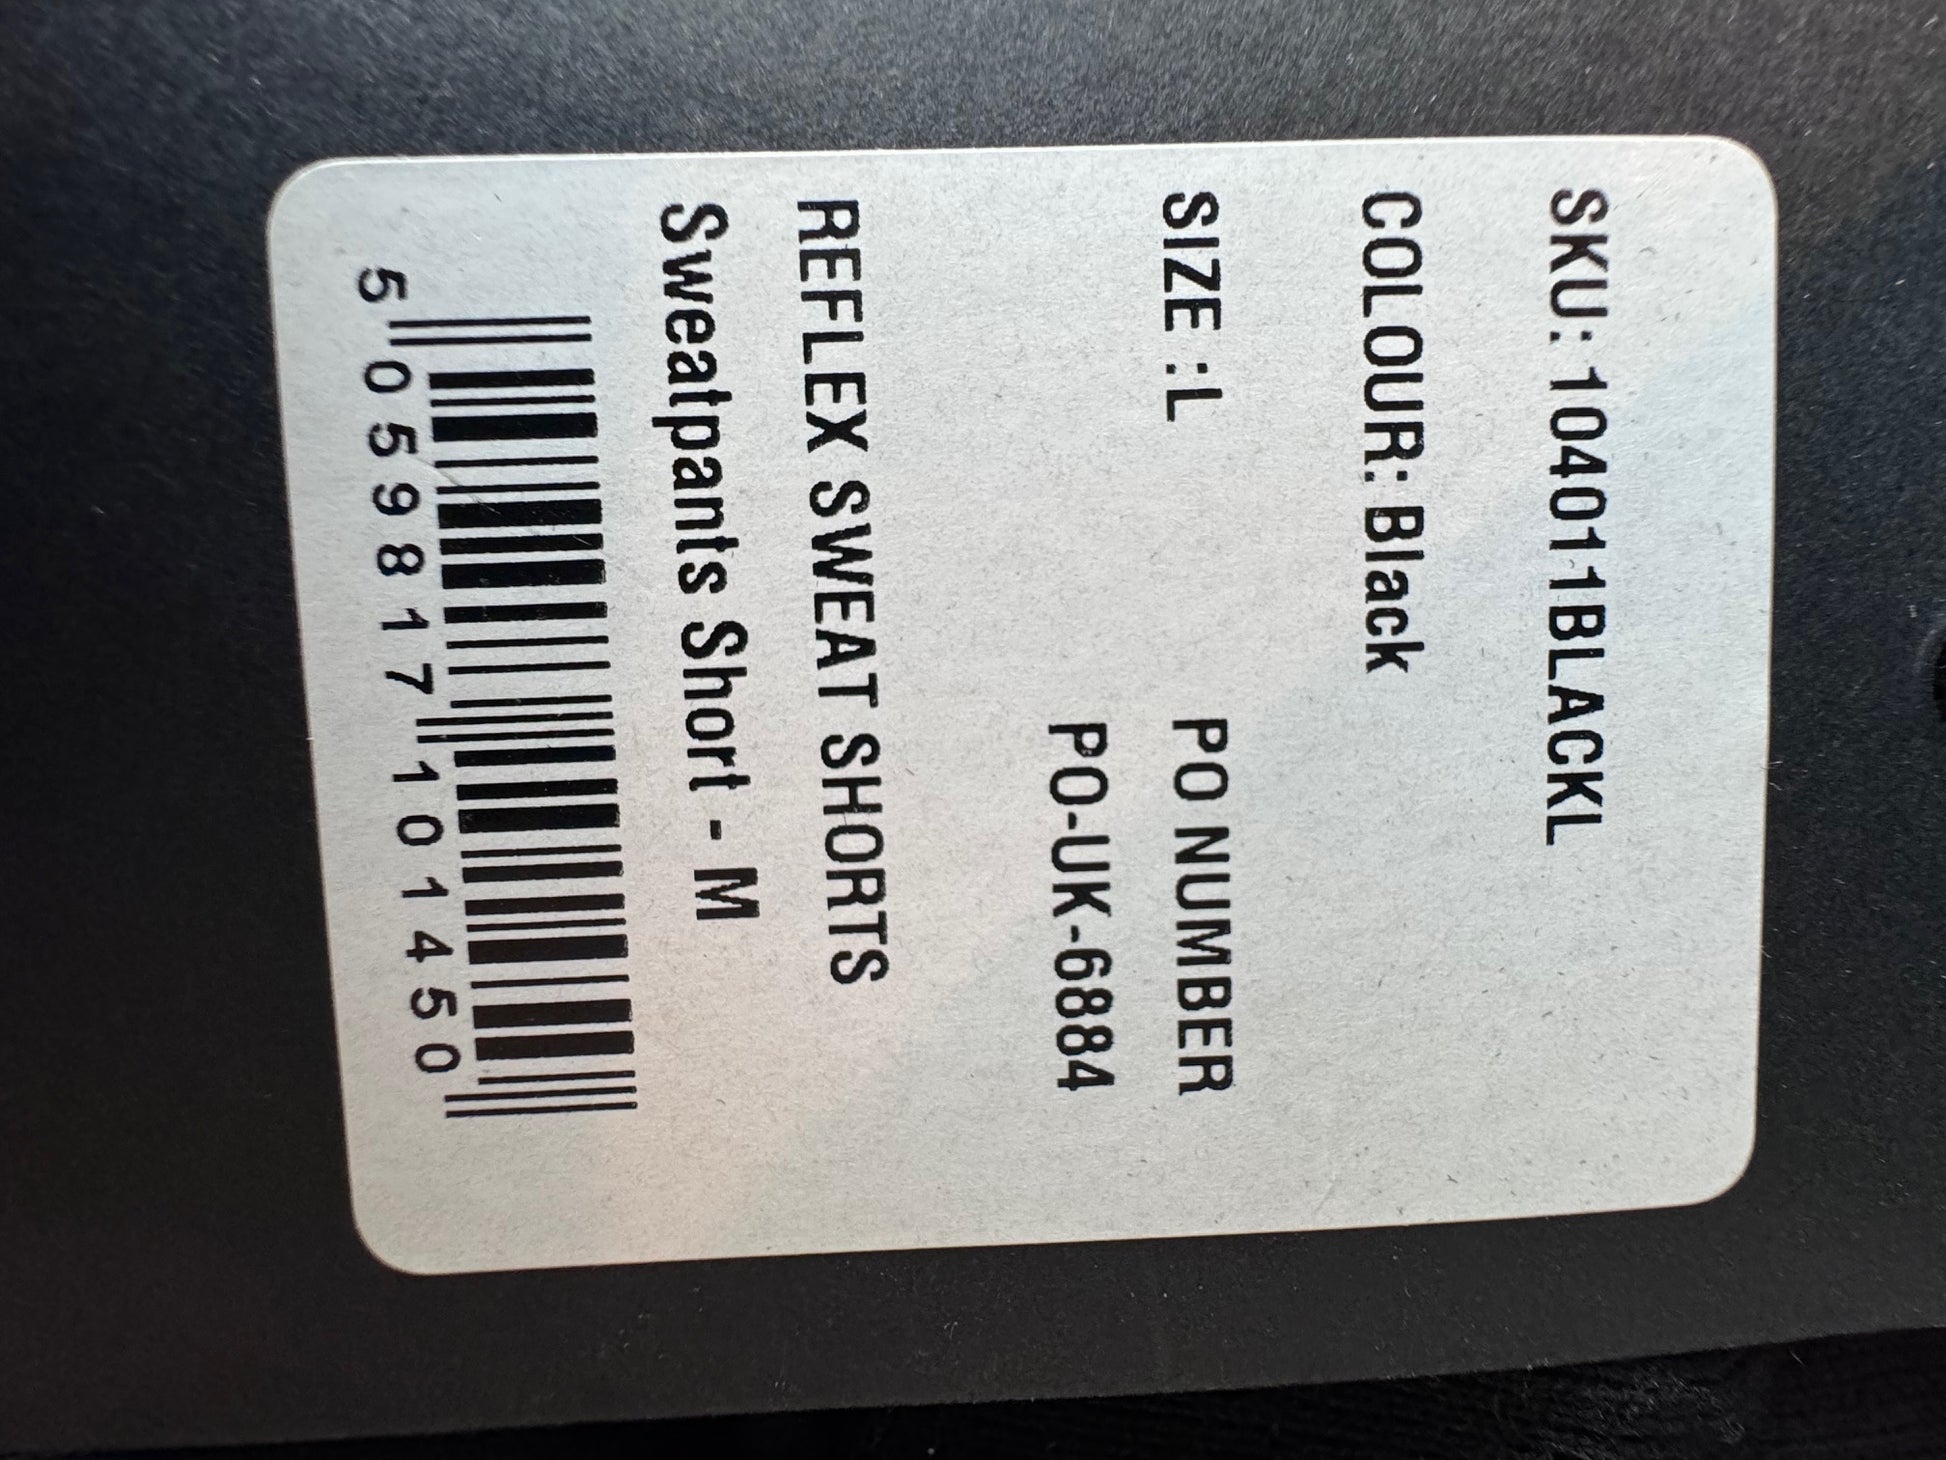 SKU: 104011BLACKL
COLOUR: Black
SIZE :L
PO NUMBER
PO-UK-6884
REFLEX SWEAT SHORTS
Sweatpants Short - M
5 059817 101450